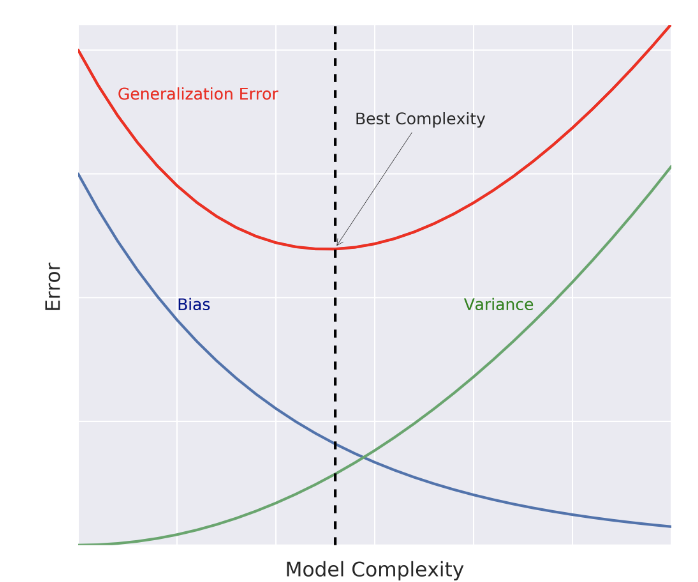 Generalization Error
Best Complexity
Bias
Variance
Error
Model Complexity